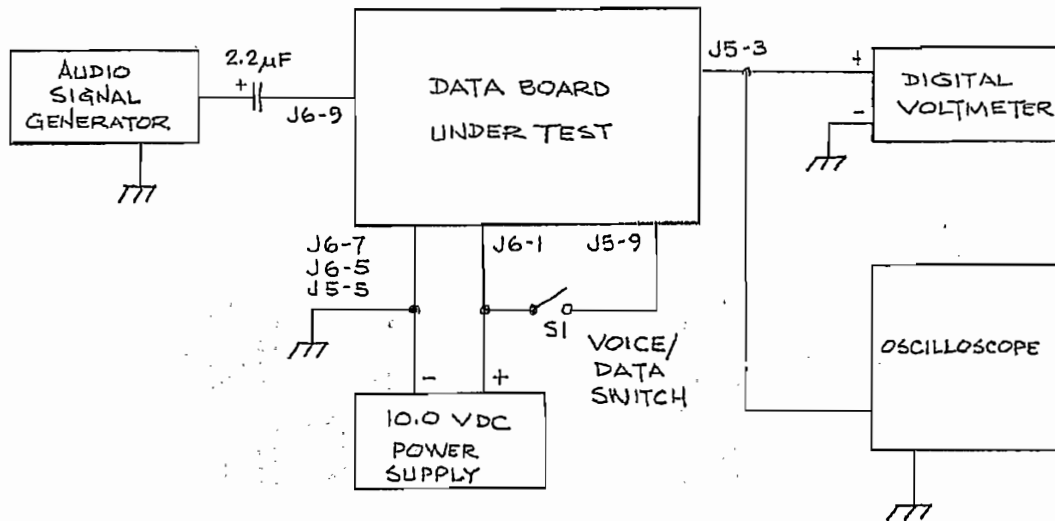 AUDIO
SIGNAL
GENERATOR
2.2µF
+
J6-9
DATA BOARD
UNDER TEST
J5-3
+
-
DIGITAL
VOLTMETER
J6-7
J6-5
J5-5
J6-1
J5-9
S1
VOICE/
DATA
SWITCH
-
+
10.0 VDC
POWER
SUPPLY
OSCILLOSCOPE